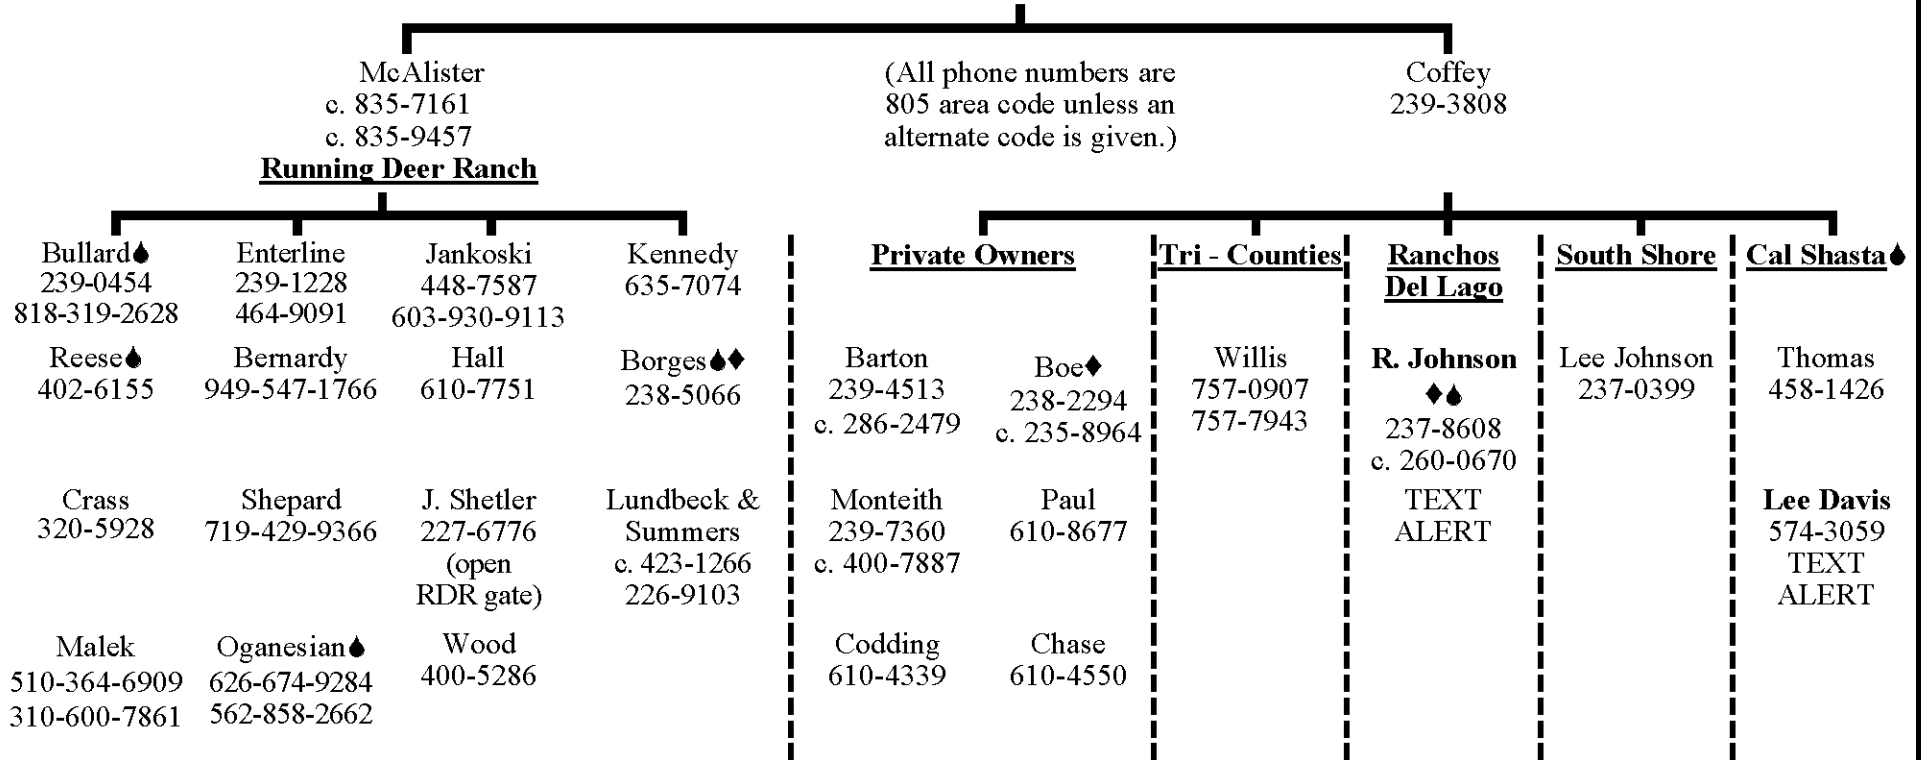 McAlister
c. 835-7161
c. 835-9457
Running Deer Ranch
(All phone numbers are
805 area code unless an
alternate code is given.)
Coffey
239-3808
Bullard
239-0454
818-319-2628
Enterline
239-1228
464-9091
Jankoski
448-7587
603-930-9113
Kennedy
635-7074
Reese
402-6155
Bernardy
949-547-1766
Hall
610-7751
Borges
238-5066
Crass
320-5928
Shepard
719-429-9366
J. Shetler
227-6776
(open
RDR gate)
Lundbeck &
Summers
c. 423-1266
226-9103
Malek
510-364-6909
310-600-7861
Oganesian
626-674-9284
562-858-2662
Wood
400-5286
Private Owners
Barton
239-4513
c. 286-2479
Boe
238-2294
c. 235-8964
Monteith
239-7360
c. 400-7887
Paul
610-8677
Codding
610-4339
Chase
610-4550
Tri - Counties
Willis
757-0907
757-7943
Ranchos
Del Lago
R. Johnson
237-8608
c. 260-0670
TEXT
ALERT
South Shore
Lee Johnson
237-0399
Cal Shasta
Thomas
458-1426
Lee Davis
574-3059
TEXT
ALERT